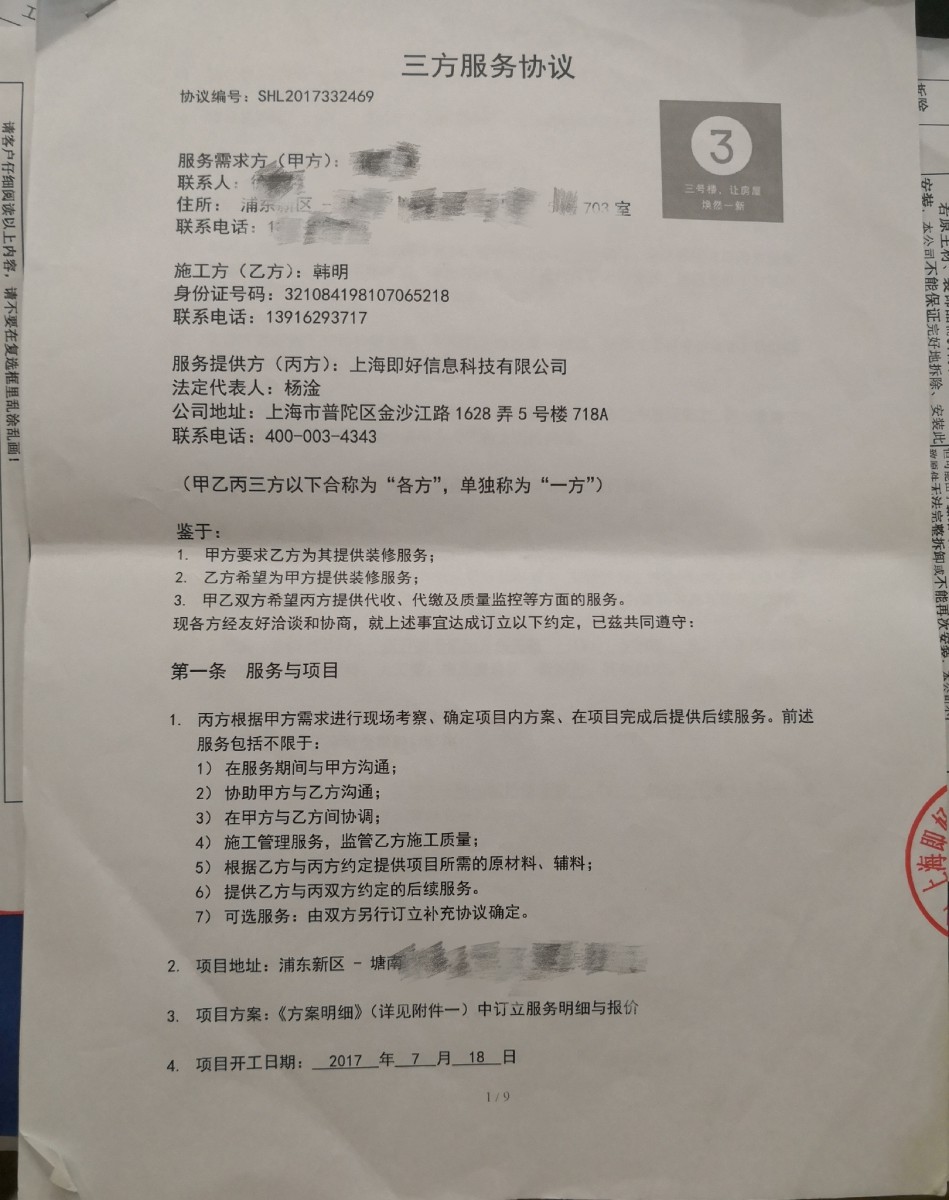 三方服务协议
协议编号：SHL2017332469
3
三号楼，让房屋
焕然一新
服务需求方（甲方）：
联系人：
住所： 浦东新区 - 703 室
联系电话：1
施工方（乙方）：韩明
身份证号码：321084198107065218
联系电话：13916293717
服务提供方（丙方）：上海即好信息科技有限公司
法定代表人：杨淦
公司地址：上海市普陀区金沙江路 1628 弄 5 号楼 718A
联系电话：400-003-4343
（甲乙丙三方以下合称为“各方”，单独称为“一方”）
鉴于：
1. 甲方要求乙方为其提供装修服务；
2. 乙方希望为甲方提供装修服务；
3. 甲乙双方希望丙方提供代收、代缴及质量监控等方面的服务。
现各方经友好洽谈和协商，就上述事宜达成订立以下约定，已兹共同遵守：
第一条 服务与项目
1. 丙方根据甲方需求进行现场考察、确定项目内方案、在项目完成后提供后续服务。前述
服务包括不限于：
1） 在服务期间与甲方沟通；
2） 协助甲方与乙方沟通；
3） 在甲方与乙方间协调；
4） 施工管理服务，监管乙方施工质量；
5） 根据乙方与丙方约定提供项目所需的原材料、辅料；
6） 提供乙方与丙双方约定的后续服务。
7） 可选服务：由双方另行订立补充协议确定。
2. 项目地址：浦东新区 - 塘南
3. 项目方案：《方案明细》（详见附件一）中订立服务明细与报价
4. 项目开工日期： 2017 年 7 月 18 日
1 / 9
请客户仔细阅读以上内容，请不要在复选框里乱涂乱画！
拆除
安装，本公司不能保证完好地拆除、安装此
上海即